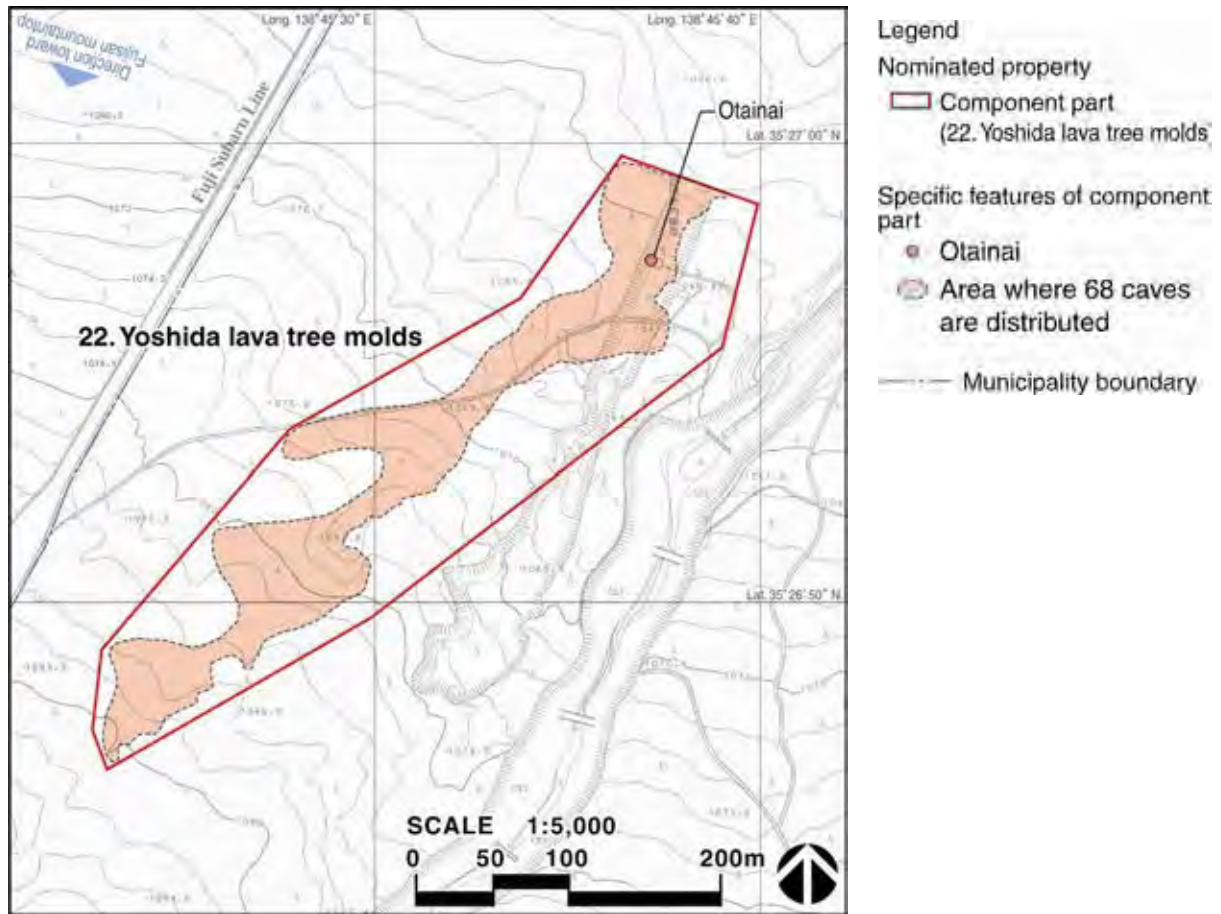 Long. 138°45'30" E
Long. 138°45'40" E
Direction toward
Fujisan mountaintop
Fuji Subaru Line
Otainai
Lat. 35°27'00" N
22. Yoshida lava tree molds
Lat. 35°26'50" N
SCALE 1:5,000
0 50 100 200m
Legend
Nominated property
Component part
(22. Yoshida lava tree molds)
Specific features of component
part
Otainai
Area where 68 caves
are distributed
Municipality boundary